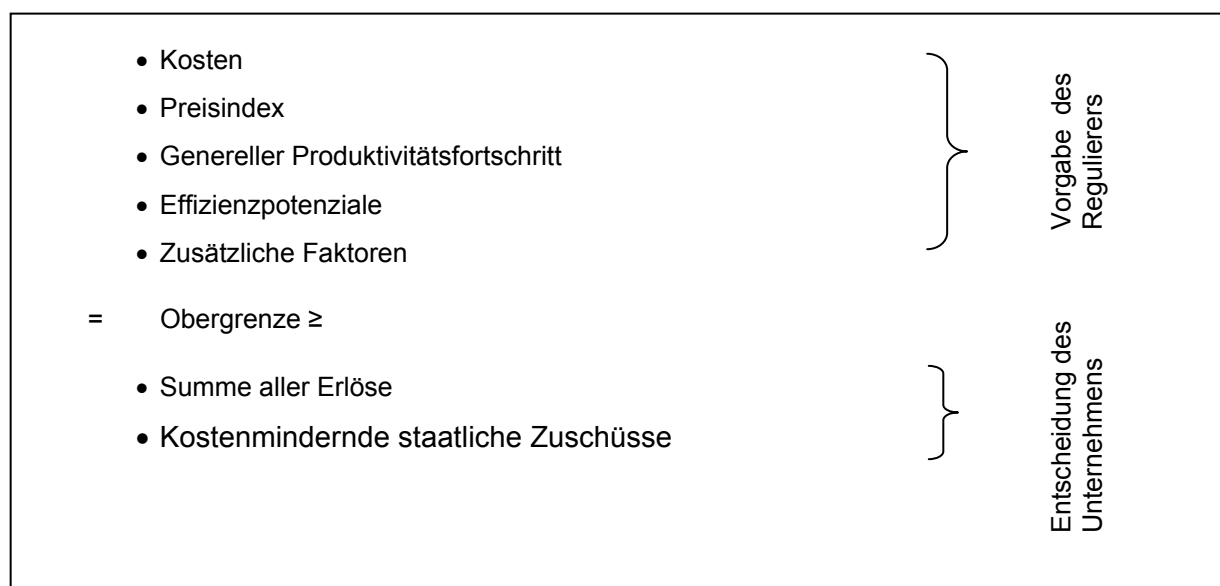 • Kosten
• Preisindex
• Genereller Produktivitätsfortschritt
• Effizienzpotenziale
• Zusätzliche Faktoren
Vorgabe des
Regulierers
= Obergrenze ≥
• Summe aller Erlöse
• Kostenmindernde staatliche Zuschüsse
Entscheidung des
Unternehmens